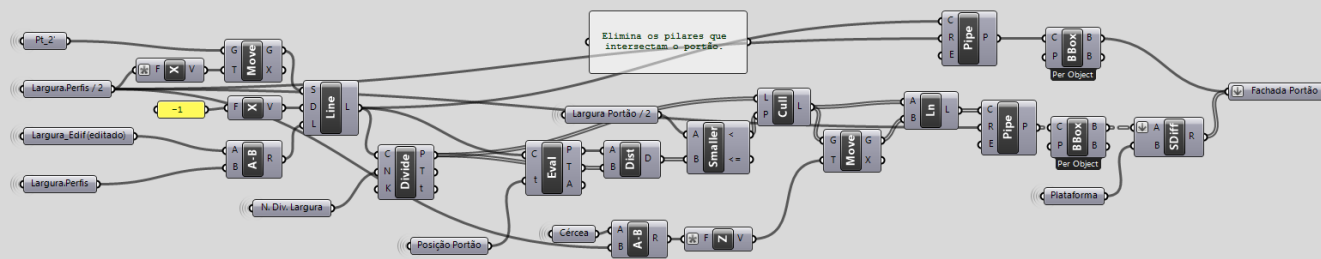 Pt_2'
F X V
G T Move G X
Largura.Perfis / 2
-1
F X V
S D L Line L
Largura_Edif (editado)
A B A-B R
Largura.Perfis
N. Div. Largura
C N K Divide P T t
Posição Portão
C t Eval P T A
A B Dist D
Elimina os pilares que
intersectam o portão.
Largura Portão / 2
A B Smaller < <=
L P Cull L
G T Move G X
Cércea
A B A-B R
F Z V
A B Ln L
C R E Pipe P
C R E Pipe P
C P BBox B B
Per Object
C P BBox B B
Per Object
Plataforma
A B SDiff R
Fachada Portão